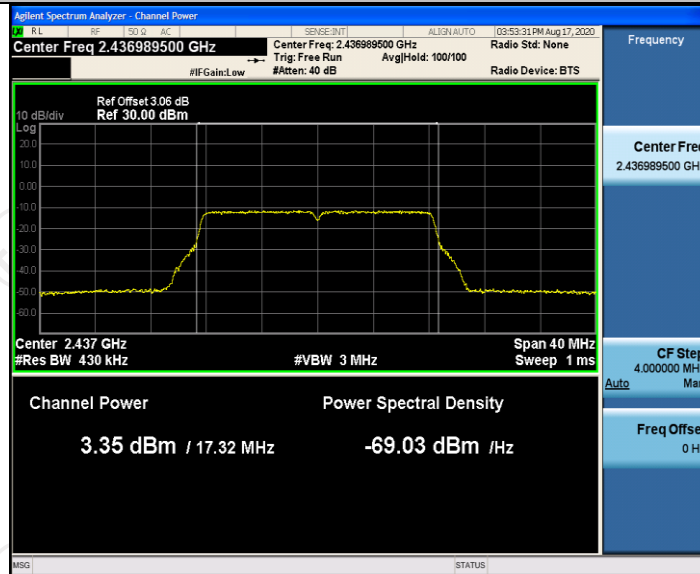 Agilent Spectrum Analyzer - Channel Power
RL RF 50 Ω AC SENSE:INT ALIGN AUTO 03:53:31 PM Aug 17, 2020
Center Freq 2.436989500 GHz
Center Freq: 2.436989500 GHz
Radio Std: None
Trig: Free Run Avg|Hold: 100/100
#IFGain:Low
#Atten: 40 dB
Radio Device: BTS
Ref Offset 3.06 dB
10 dB/div Ref 30.00 dBm
Log
20.0
10.0
0.00
-10.0
-20.0
-30.0
-40.0
-50.0
-60.0
Center 2.437 GHz Span 40 MHz
#Res BW 430 kHz #VBW 3 MHz Sweep 1 ms
Channel Power Power Spectral Density
3.35 dBm / 17.32 MHz -69.03 dBm /Hz
MSG STATUS
Frequency
Center Fre
2.436989500 GH
CF Step
4.000000 MH
Auto Ma
Freq Offse
0 H